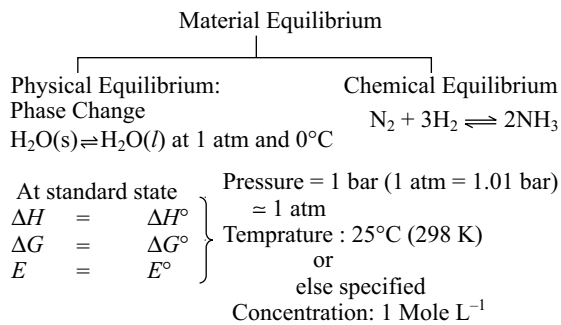 Material Equilibrium
Physical Equilibrium:
Phase Change
H₂O(s)⇌H₂O(l) at 1 atm and 0°C
Chemical Equilibrium
N₂ + 3H₂ ⇌ 2NH₃
At standard state
ΔH = ΔH°
ΔG = ΔG°
E = E°
Pressure = 1 bar (1 atm = 1.01 bar)
≃ 1 atm
Temprature : 25°C (298 K)
or
else specified
Concentration: 1 Mole L⁻¹